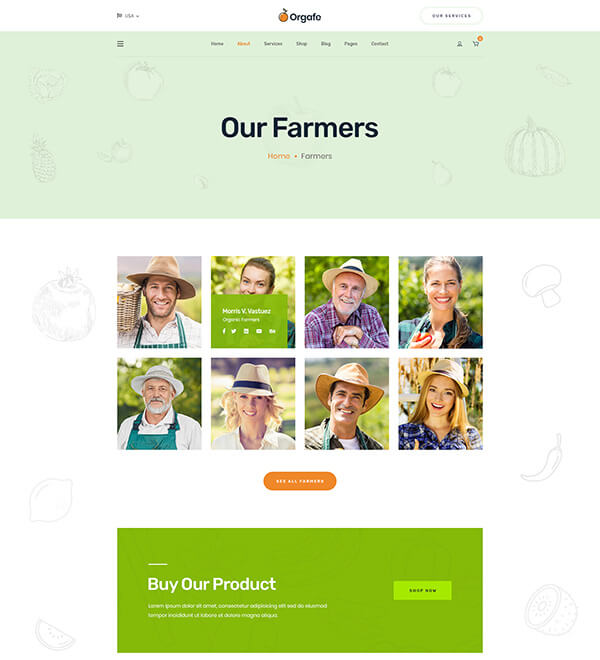 USA
Orgafe
OUR SERVICES
Home About Services Shop Blog Pages Contact
Our Farmers
Home • Farmers
Morris V. Vastuez
Organic Farmers
SEE ALL FARMERS
Buy Our Product
Lorem ipsum dolor sit amet, consectetur adipisicing elit, sed do eiusmod
tempor incididunt ut labore et dolore magna aliqua.
SHOP NOW